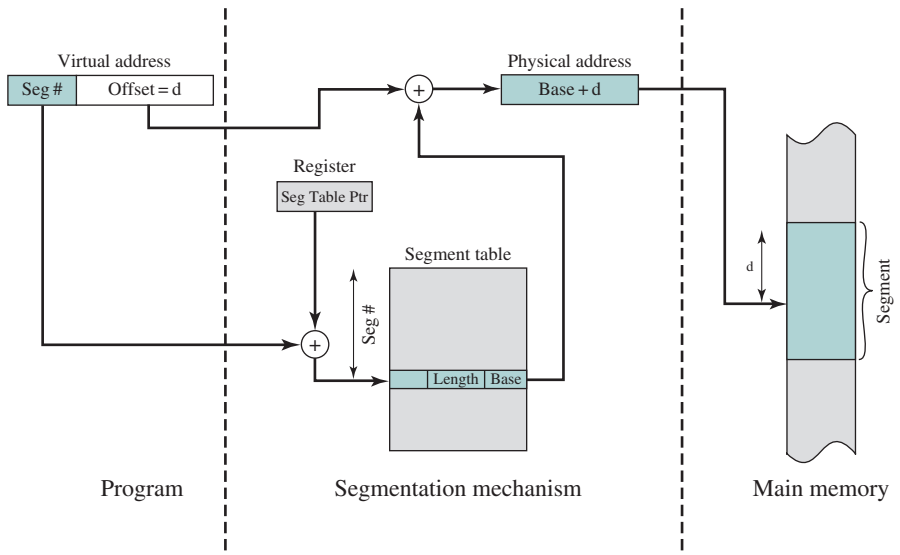 Virtual address
Seg # Offset = d
Physical address
Base + d
+
Register
Seg Table Ptr
Segment table
Seg #
+
Length Base
d
Segment
Program
Segmentation mechanism
Main memory